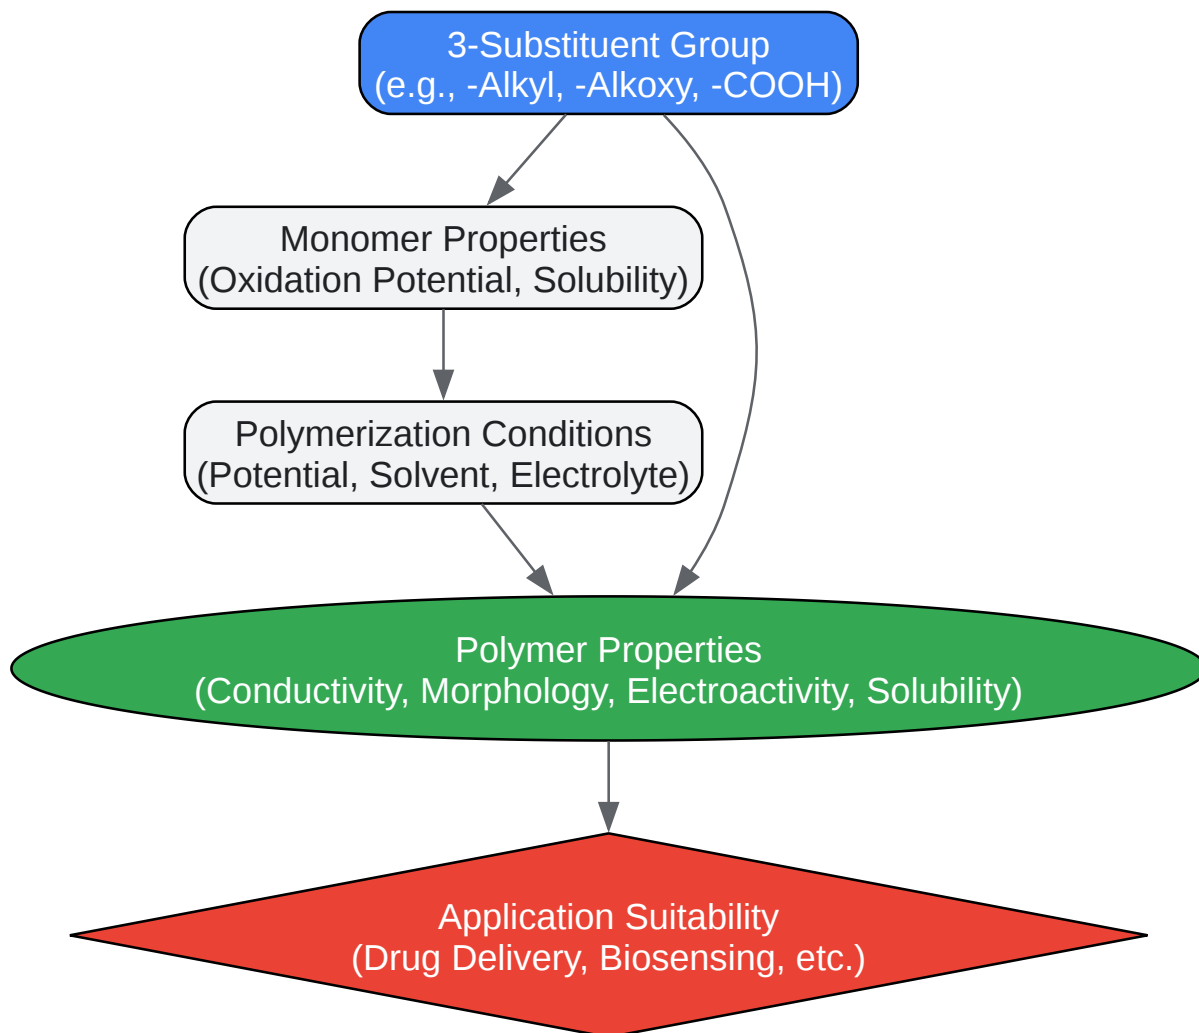 3-Substituent Group
(e.g., -Alkyl, -Alkoxy, -COOH)
Monomer Properties
(Oxidation Potential, Solubility)
Polymerization Conditions
(Potential, Solvent, Electrolyte)
Polymer Properties
(Conductivity, Morphology, Electroactivity, Solubility)
Application Suitability
(Drug Delivery, Biosensing, etc.)